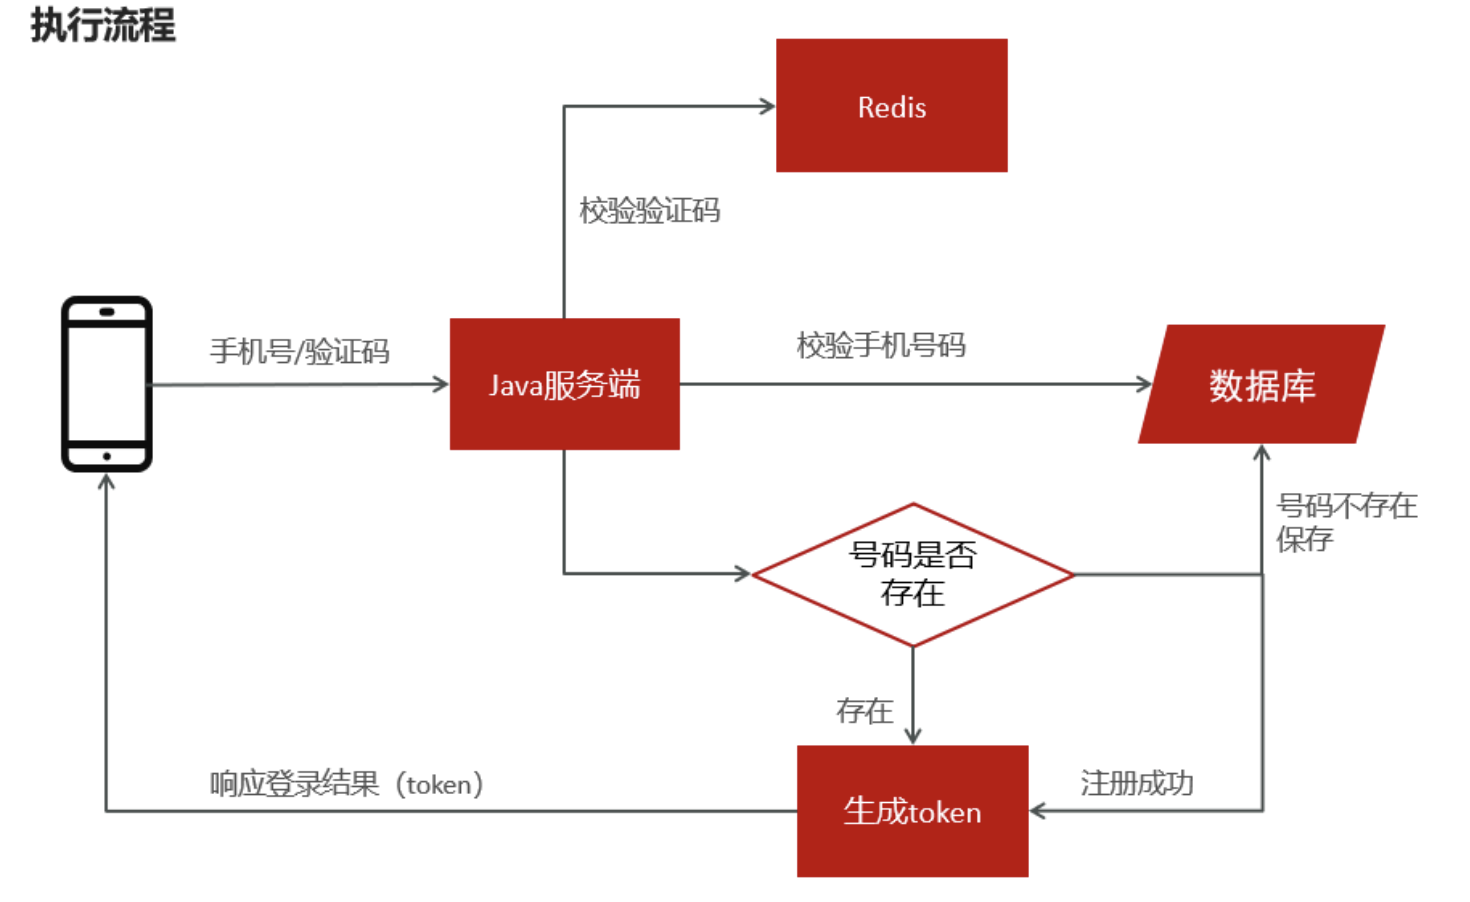 执行流程
Redis
校验验证码
手机号/验证码
Java服务端
校验手机号码
数据库
号码不存在
保存
号码是否
存在
存在
响应登录结果（token）
生成token
注册成功